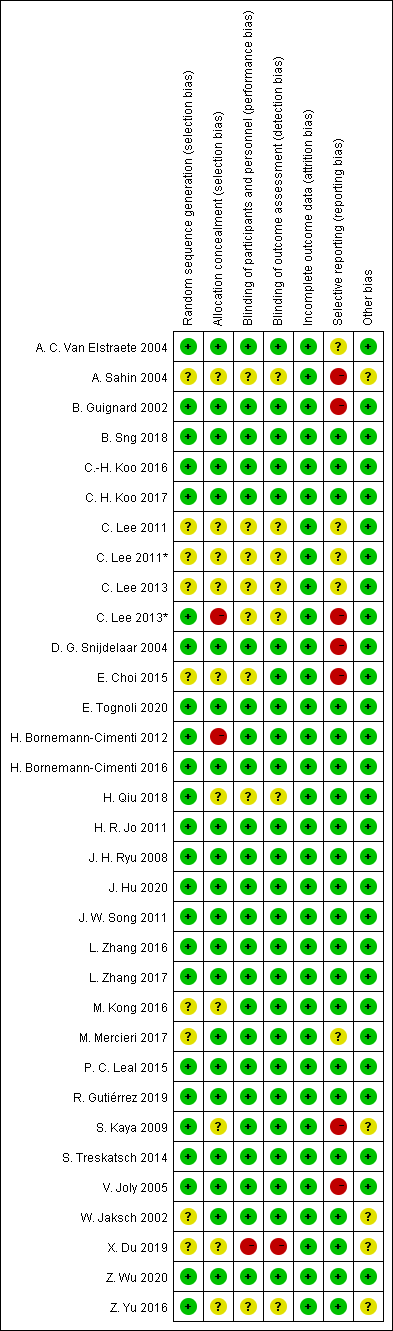 Random sequence generation (selection bias)
Allocation concealment (selection bias)
Blinding of participants and personnel (performance bias)
Blinding of outcome assessment (detection bias)
Incomplete outcome data (attrition bias)
Selective reporting (reporting bias)
Other bias
A. C. Van Elstraete 2004 + + + + + ? +
A. Sahin 2004 ? ? ? ? + - ?
B. Guignard 2002 + + + + + - +
B. Sng 2018 + + + + + + +
C.-H. Koo 2016 + + + + + + +
C. H. Koo 2017 + + + + + + +
C. Lee 2011 ? ? ? ? + ? +
C. Lee 2011* ? ? ? ? + ? +
C. Lee 2013 ? ? ? ? + ? +
C. Lee 2013* + - ? ? + - +
D. G. Snijdelaar 2004 + + + + + - +
E. Choi 2015 ? ? ? + + - +
E. Tognoli 2020 + + + + + + +
H. Bornemann-Cimenti 2012 + - + + + + +
H. Bornemann-Cimenti 2016 + + + + + + +
H. Qiu 2018 + ? ? ? + + +
H. R. Jo 2011 + + + + + + +
J. H. Ryu 2008 + + + + + + +
J. Hu 2020 + + + + + + +
J. W. Song 2011 + + + + + + +
L. Zhang 2016 + + + + + + +
L. Zhang 2017 + + + + + + +
M. Kong 2016 ? ? + + + + +
M. Mercieri 2017 ? + + + + ? +
P. C. Leal 2015 + + + + + + +
R. Gutiérrez 2019 + + + + + + +
S. Kaya 2009 + ? + + + - ?
S. Treskatsch 2014 + + + + + + +
V. Joly 2005 + + + + + - +
W. Jaksch 2002 ? + + + + + ?
X. Du 2019 ? ? - - + + ?
Z. Wu 2020 + + + + + + +
Z. Yu 2016 + ? ? ? + + ?